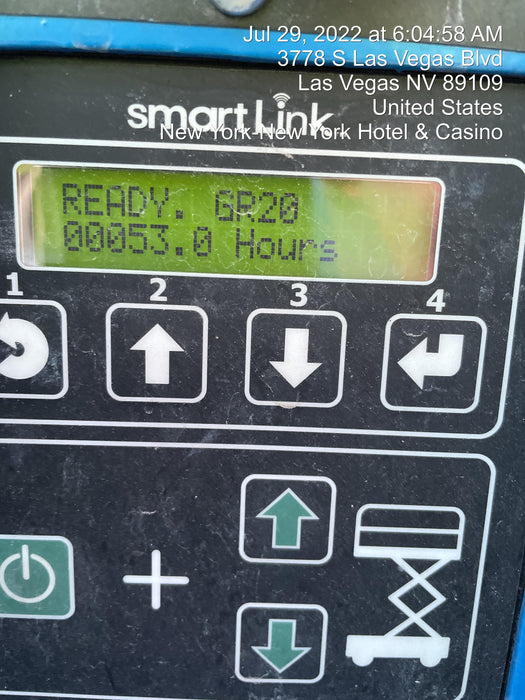 Jul 29, 2022 at 6:04:58 AM
3778 S Las Vegas Blvd
Las Vegas NV 89109
United States
New York-New York Hotel & Casino
smartLink
READY. GR20
00053.0 Hours
1 2 3 4